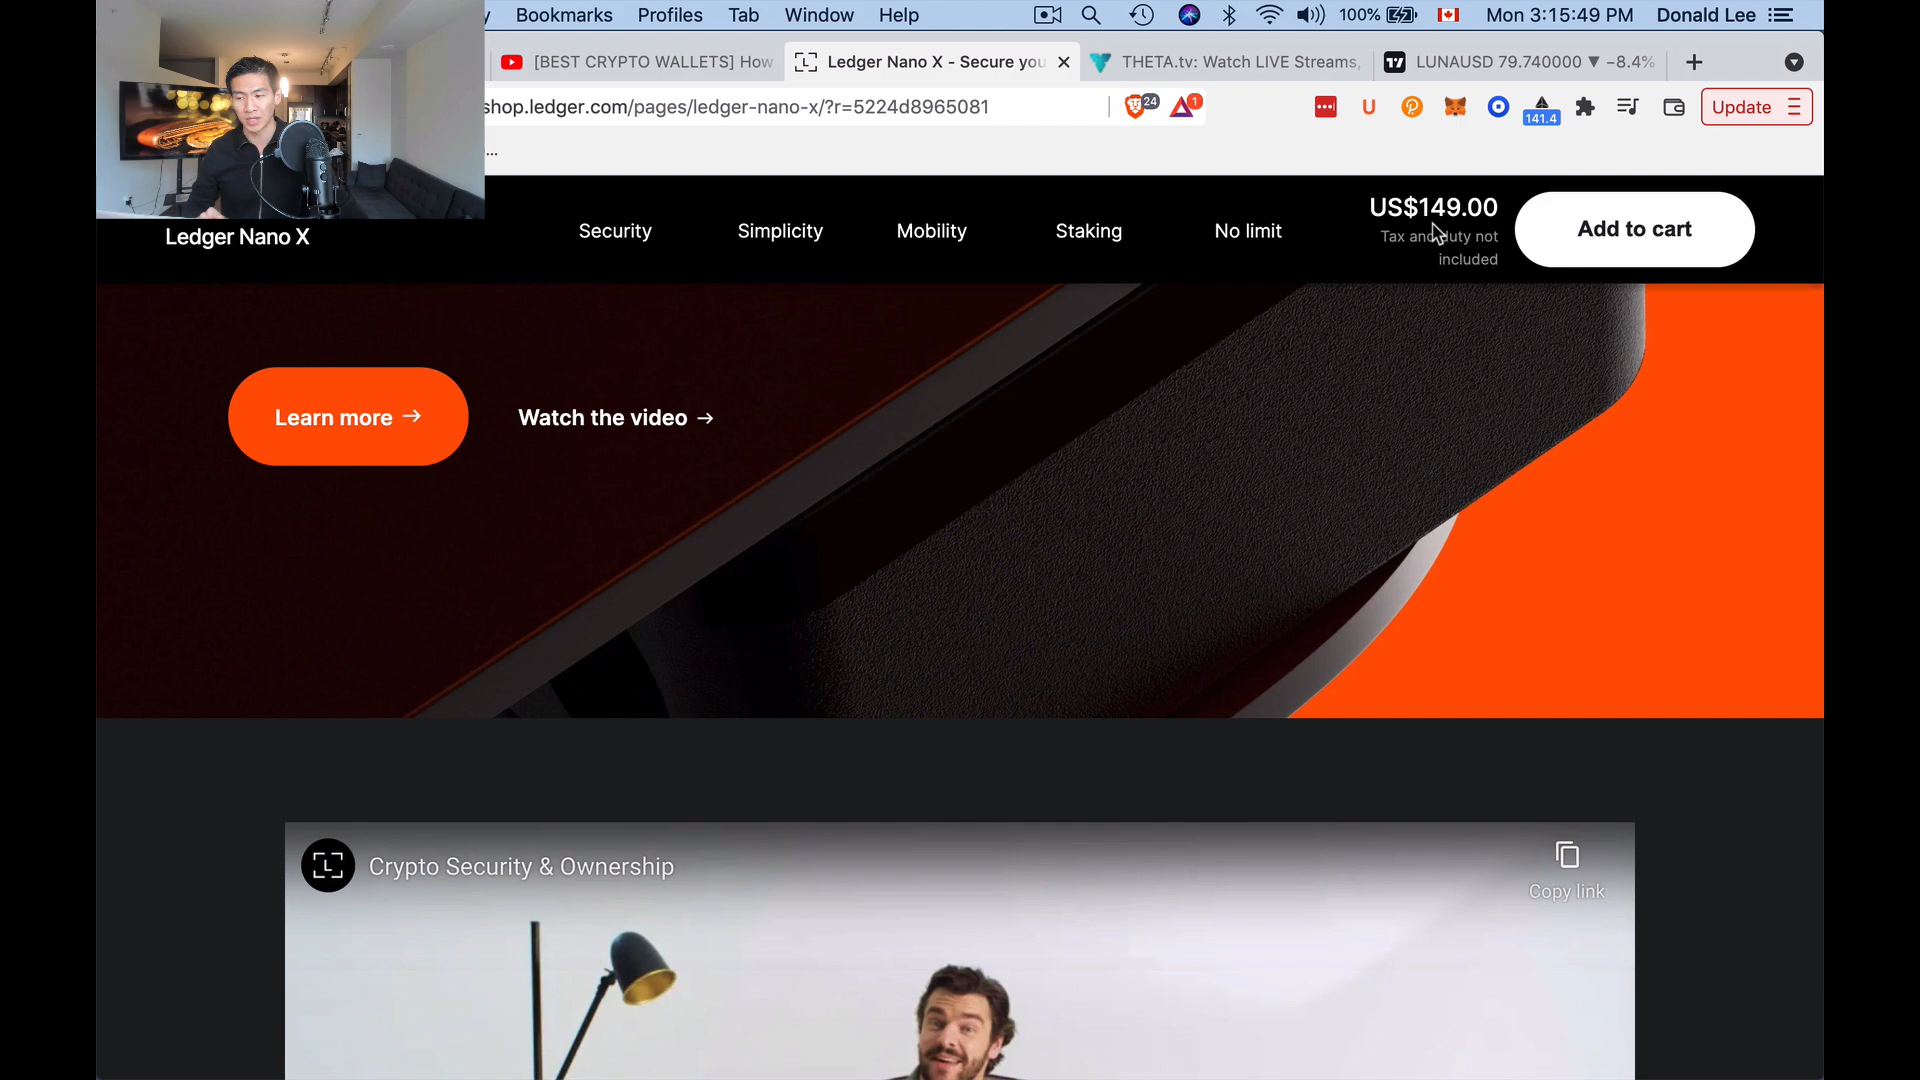 Bookmarks Profiles Tab Window Help 100% Mon 3:15:49 PM Donald Lee
[BEST CRYPTO WALLETS] How
Ledger Nano X - Secure you
THETA.tv: Watch LIVE Streams,
LUNAUSD 79.740000 ▼ −8.4%
shop.ledger.com/pages/ledger-nano-x/?r=5224d8965081
24
1
141.4
Update
...
Ledger Nano X
Security
Simplicity
Mobility
Staking
No limit
US$149.00
Tax and duty not
included
Add to cart
Learn more →
Watch the video →
Crypto Security & Ownership
Copy link